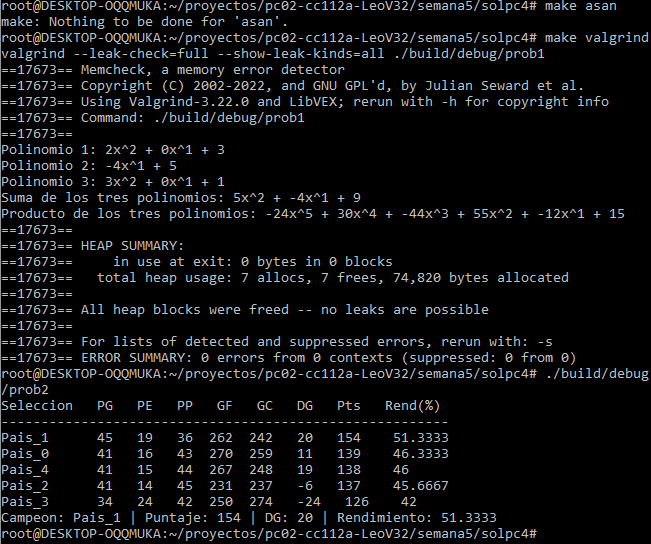 root@DESKTOP-OQQMUKA:~/proyectos/pc02-cc112a-LeoV32/semana5/solpc4# make asan
make: Nothing to be done for 'asan'.
root@DESKTOP-OQQMUKA:~/proyectos/pc02-cc112a-LeoV32/semana5/solpc4# make valgrind
valgrind --leak-check=full --show-leak-kinds=all ./build/debug/prob1
==17673== Memcheck, a memory error detector
==17673== Copyright (C) 2002-2022, and GNU GPL'd, by Julian Seward et al.
==17673== Using Valgrind-3.22.0 and LibVEX; rerun with -h for copyright info
==17673== Command: ./build/debug/prob1
==17673==
Polinomio 1: 2x^2 + 0x^1 + 3
Polinomio 2: -4x^1 + 5
Polinomio 3: 3x^2 + 0x^1 + 1
Suma de los tres polinomios: 5x^2 + -4x^1 + 9
Producto de los tres polinomios: -24x^5 + 30x^4 + -44x^3 + 55x^2 + -12x^1 + 15
==17673==
==17673== HEAP SUMMARY:
==17673==     in use at exit: 0 bytes in 0 blocks
==17673==   total heap usage: 7 allocs, 7 frees, 74,820 bytes allocated
==17673==
==17673== All heap blocks were freed -- no leaks are possible
==17673==
==17673== For lists of detected and suppressed errors, rerun with: -s
==17673== ERROR SUMMARY: 0 errors from 0 contexts (suppressed: 0 from 0)
root@DESKTOP-OQQMUKA:~/proyectos/pc02-cc112a-LeoV32/semana5/solpc4# ./build/debug
/prob2
Seleccion   PG   PE   PP   GF   GC   DG   Pts   Rend(%)
--------------------------------------------------------
Pais_1      45   19   36  262  242   20   154    51.3333
Pais_0      41   16   43  270  259   11   139    46.3333
Pais_4      41   15   44  267  248   19   138    46
Pais_2      41   14   45  231  237   -6   137    45.6667
Pais_3      34   24   42  250  274   -24   126    42
Campeon: Pais_1 | Puntaje: 154 | DG: 20 | Rendimiento: 51.3333
root@DESKTOP-OQQMUKA:~/proyectos/pc02-cc112a-LeoV32/semana5/solpc4#